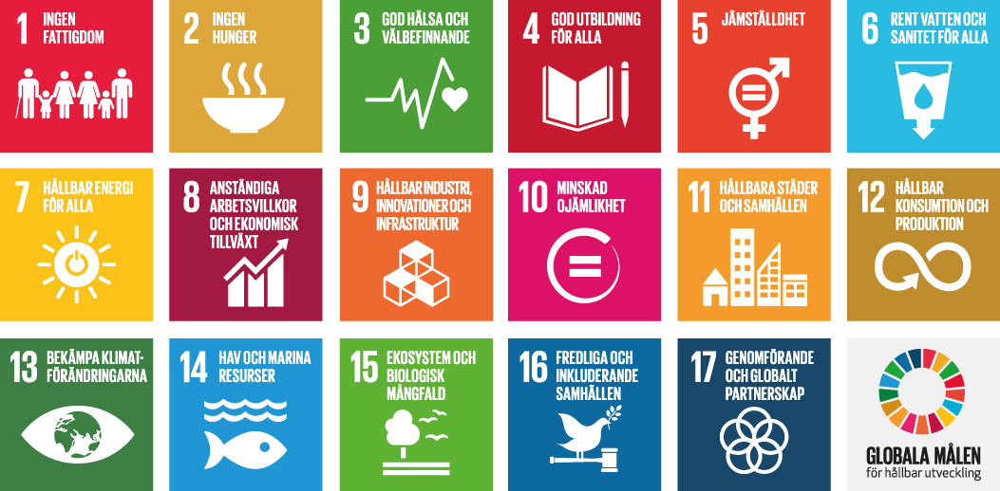 1 INGEN
FATTIGDOM
2 INGEN
HUNGER
3 GOD HÄLSA OCH
VÄLBEFINNANDE
4 GOD UTBILDNING
FÖR ALLA
5 JÄMSTÄLLDHET
6 RENT VATTEN OCH
SANITET FÖR ALLA
7 HÅLLBAR ENERGI
FÖR ALLA
8 ANSTÄNDIGA
ARBETSVILLKOR
OCH EKONOMISK
TILLVÄXT
9 HÅLLBAR INDUSTRI,
INNOVATIONER OCH
INFRASTRUKTUR
10 MINSKAD
OJÄMLIKHET
11 HÅLLBARA STÄDER
OCH SAMHÄLLEN
12 HÅLLBAR
KONSUMTION OCH
PRODUKTION
13 BEKÄMPA KLIMAT-
FÖRÄNDRINGARNA
14 HAV OCH MARINA
RESURSER
15 EKOSYSTEM OCH
BIOLOGISK
MÅNGFALD
16 FREDLIGA OCH
INKLUDERANDE
SAMHÄLLEN
17 GENOMFÖRANDE
OCH GLOBALT
PARTNERSKAP
GLOBALA MÅLEN
för hållbar utveckling